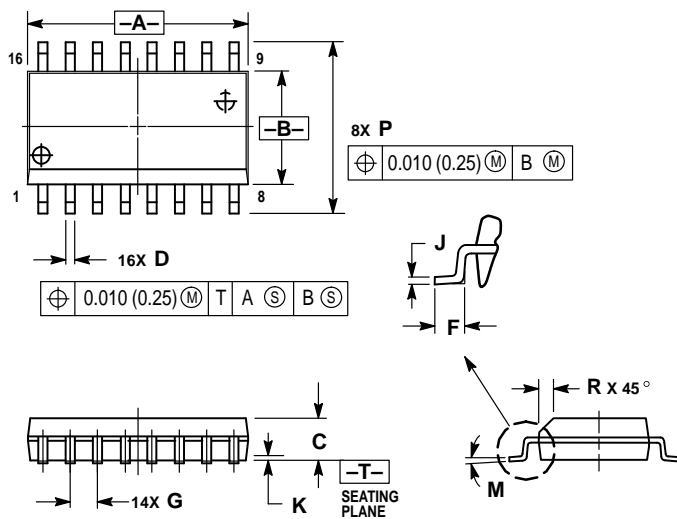 –A–
16
9
–B–
8X P
⌖ 0.010 (0.25) Ⓜ B Ⓜ
1
8
16X D
⌖ 0.010 (0.25) Ⓜ T A Ⓢ B Ⓢ
J
F
R X 45°
C
–T–
SEATING
PLANE
K
14X G
M